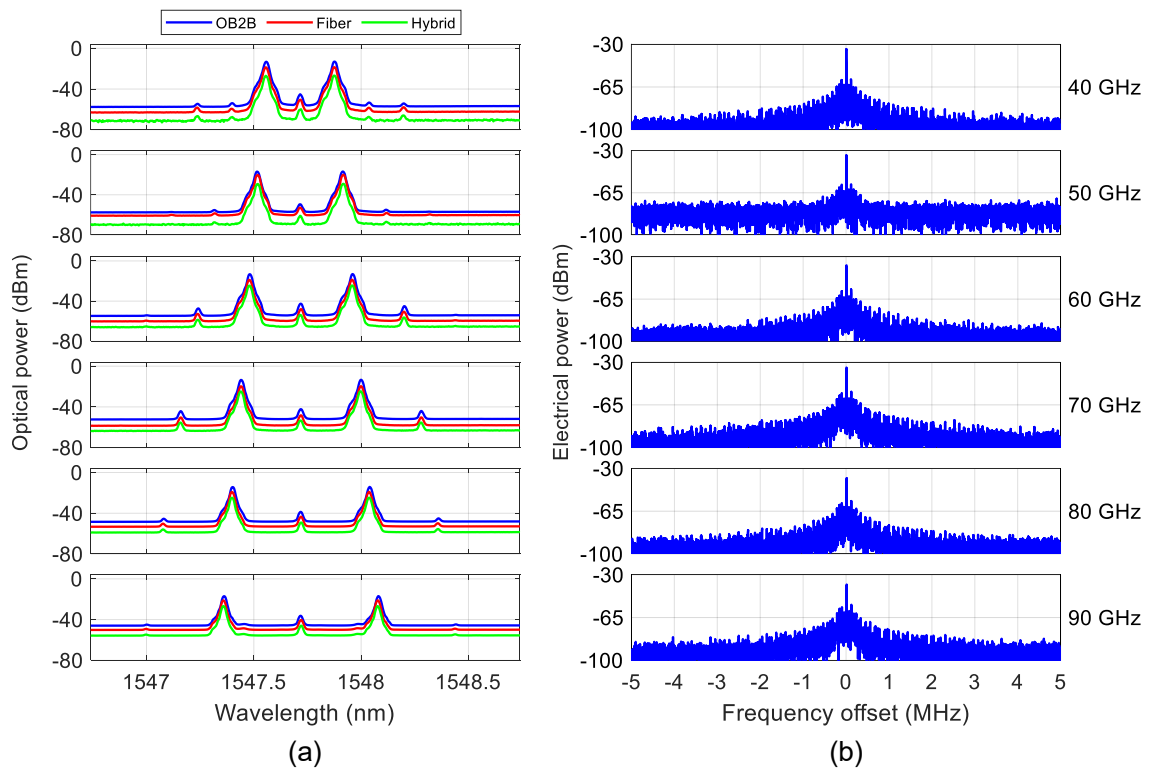 OB2B Fiber Hybrid
Optical power (dBm)
0
-40
-80
0
-40
-80
0
-40
-80
0
-40
-80
0
-40
-80
0
-40
-80
1547 1547.5 1548 1548.5
Wavelength (nm)
(a)
Electrical power (dBm)
-30
-65
-100
40 GHz
-30
-65
-100
50 GHz
-30
-65
-100
60 GHz
-30
-65
-100
70 GHz
-30
-65
-100
80 GHz
-30
-65
-100
90 GHz
-5 -4 -3 -2 -1 0 1 2 3 4 5
Frequency offset (MHz)
(b)